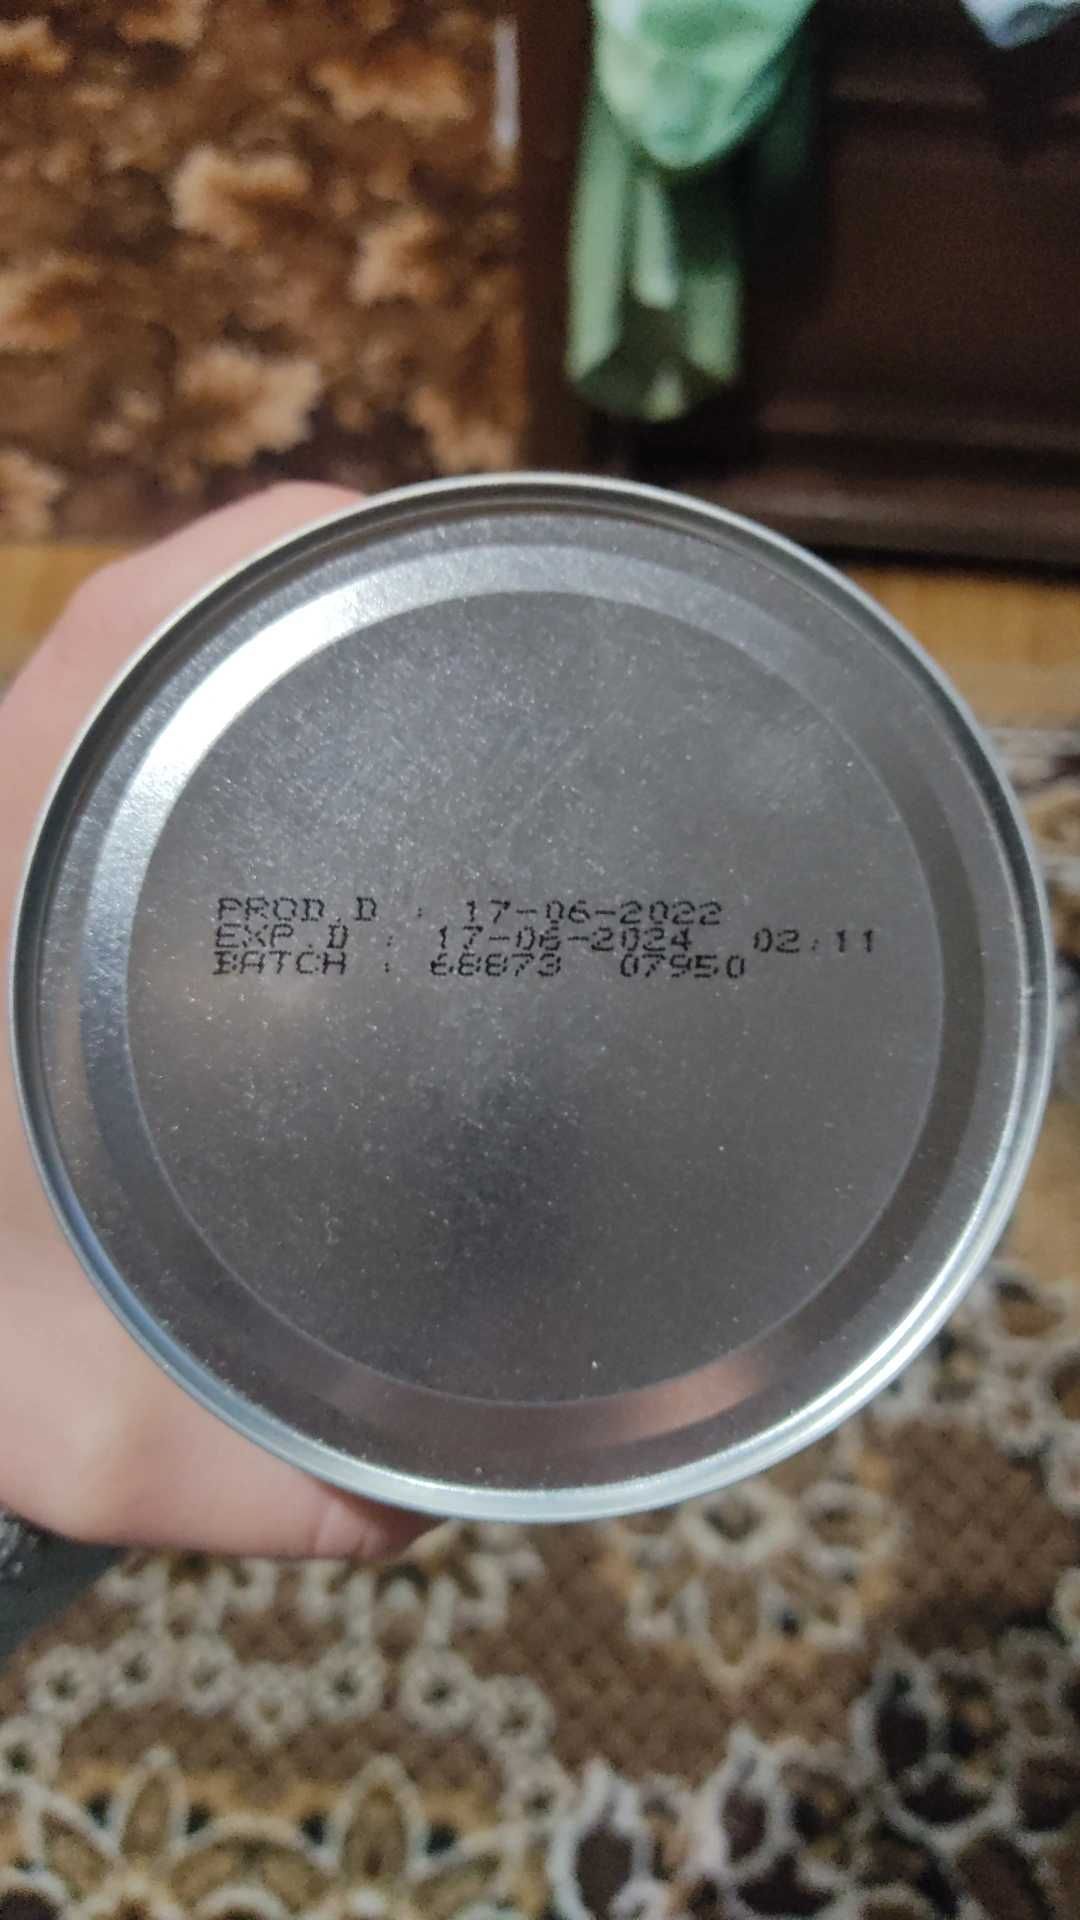 PROD.D : 17-06-2022
EXP.D : 17-06-2024 02:11
BATCH : 68873 07950